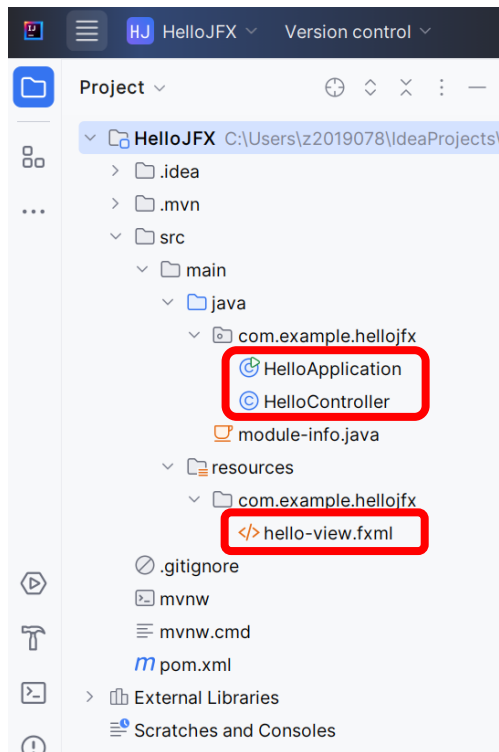 HJ HelloJFX Version control
Project
HelloJFX C:\Users\z2019078\IdeaProjects\
.idea
.mvn
src
main
java
com.example.hellojfx
HelloApplication
HelloController
module-info.java
resources
com.example.hellojfx
hello-view.fxml
.gitignore
mvnw
mvnw.cmd
pom.xml
External Libraries
Scratches and Consoles